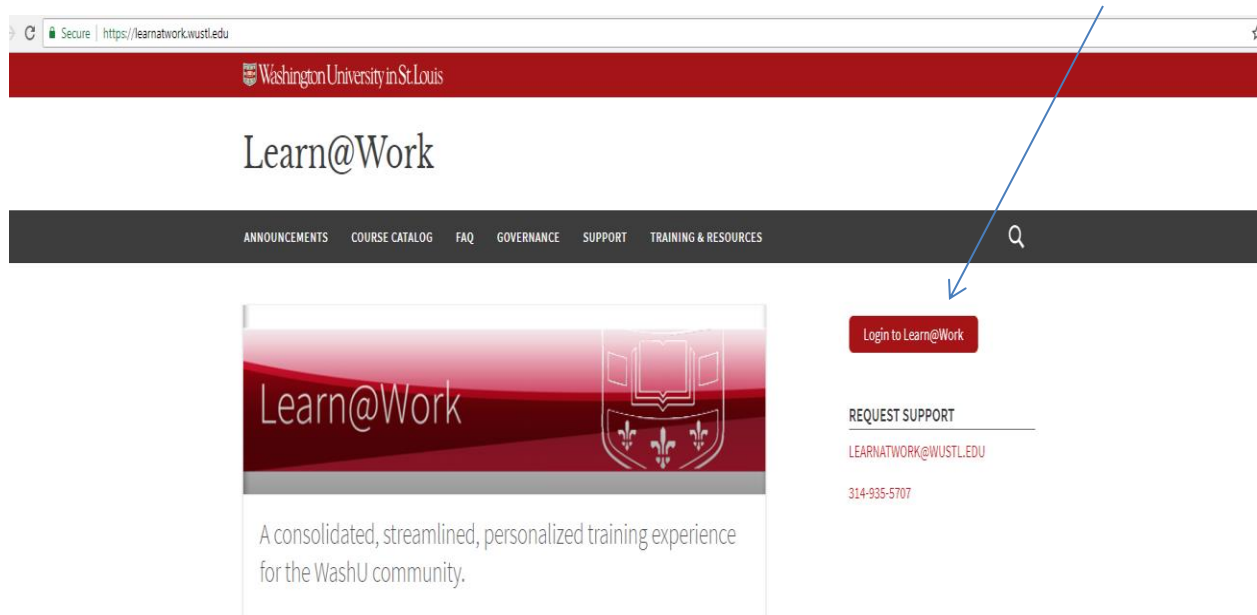 Secure | https://learnatwork.wustl.edu
Washington University in St. Louis
Learn@Work
ANNOUNCEMENTS COURSE CATALOG FAQ GOVERNANCE SUPPORT TRAINING & RESOURCES
Learn@Work
A consolidated, streamlined, personalized training experience
for the WashU community.
Login to Learn@Work
REQUEST SUPPORT
LEARNATWORK@WUSTL.EDU
314-935-5707